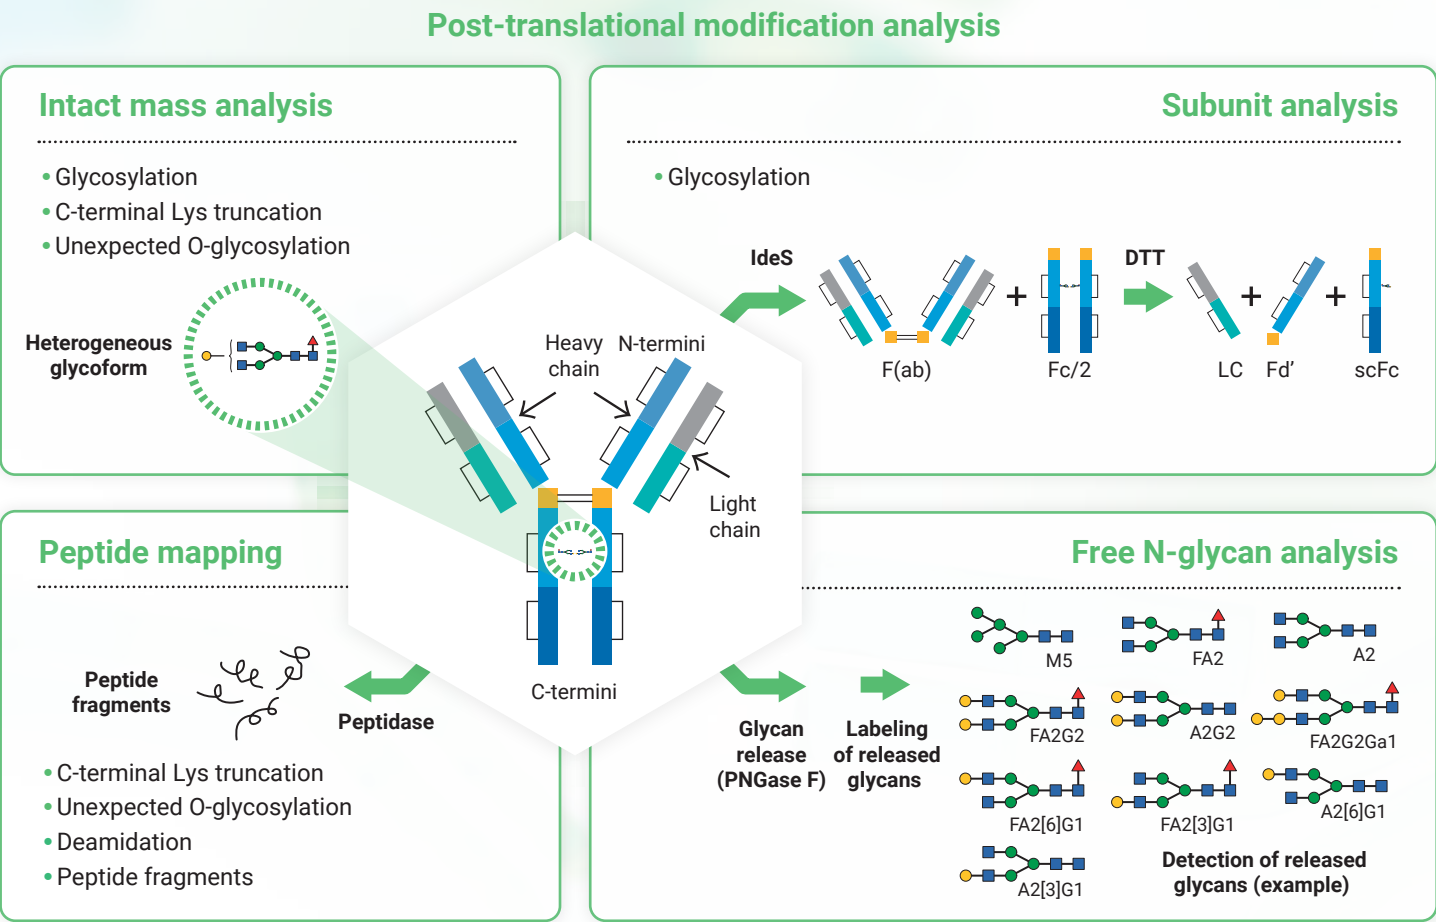 Post-translational modification analysis
Intact mass analysis
• Glycosylation
• C-terminal Lys truncation
• Unexpected O-glycosylation
Heterogeneous
glycoform
Subunit analysis
• Glycosylation
IdeS
F(ab)
+
Fc/2
DTT
LC
+
Fd’
+
scFc
Heavy
chain
N-termini
Light
chain
C-termini
Peptide mapping
Peptide
fragments
Peptidase
• C-terminal Lys truncation
• Unexpected O-glycosylation
• Deamidation
• Peptide fragments
Free N-glycan analysis
Glycan
release
(PNGase F)
Labeling
of released
glycans
M5
FA2
A2
FA2G2
A2G2
FA2G2Ga1
FA2[6]G1
FA2[3]G1
A2[6]G1
A2[3]G1
Detection of released
glycans (example)